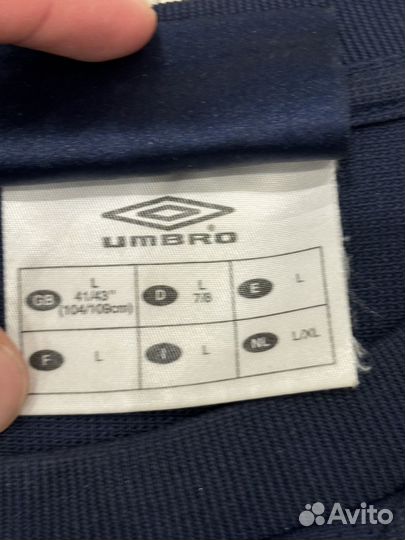 umbro
GB L 41/43" (104/109cm)
D L 7/8
E L
F L
I L
NL L/XL
Avito